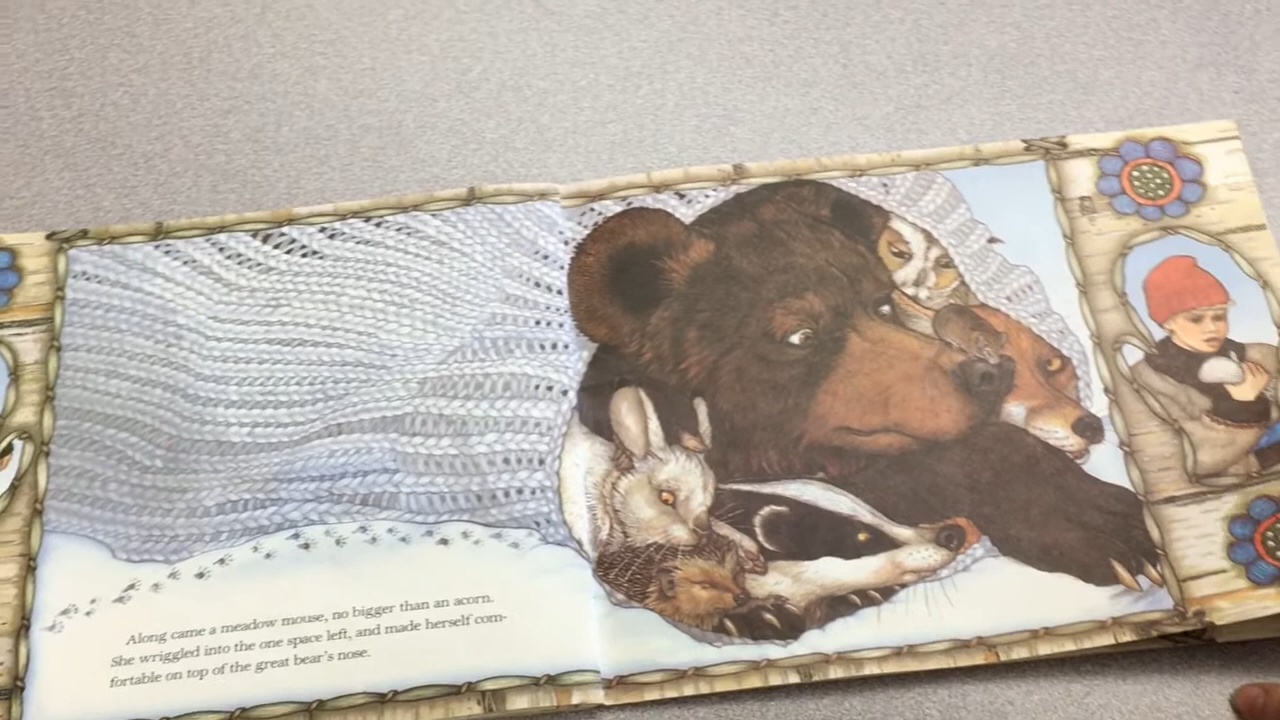 Along came a meadow mouse, no bigger than an acorn.
She wriggled into the one space left, and made herself com-
fortable on top of the great bear's nose.